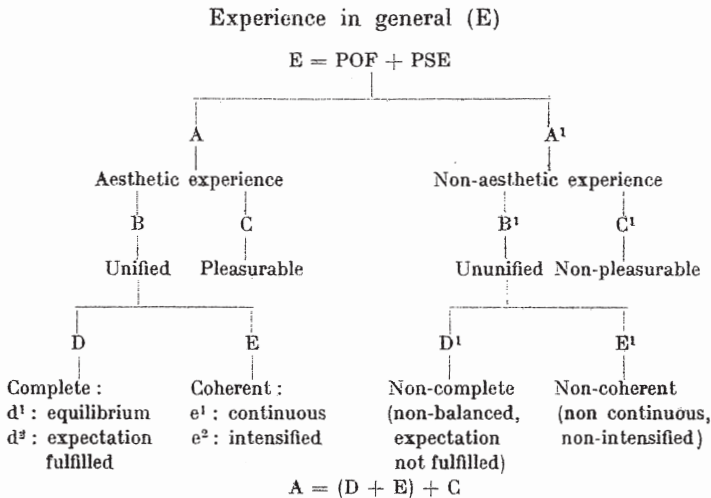 Experience in general (E)
E = POF + PSE
A A¹
Aesthetic experience Non-aesthetic experience
B C B¹ C¹
Unified Pleasurable Ununified Non-pleasurable
D E D¹ E¹
Complete : Coherent : Non-complete Non-coherent
d¹ : equilibrium e¹ : continuous (non-balanced, (non continuous,
d² : expectation e² : intensified expectation non-intensified)
fulfilled not fulfilled)
A = (D + E) + C